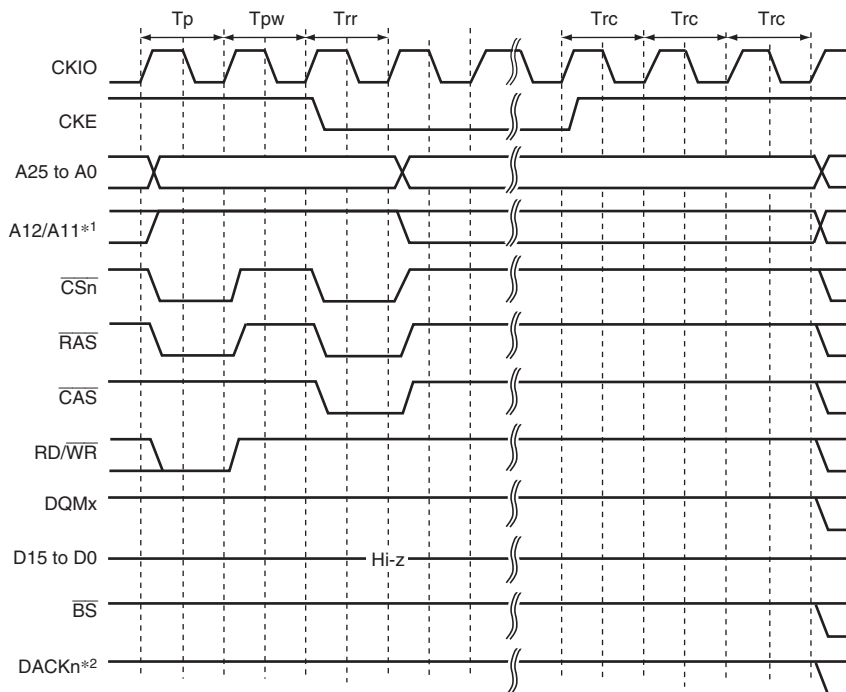 Tp Tpw Trr Trc Trc Trc
CKIO
CKE
A25 to A0
A12/A11*1
CSn
RAS
CAS
RD/WR
DQMx
D15 to D0 Hi-z
BS
DACKn*2